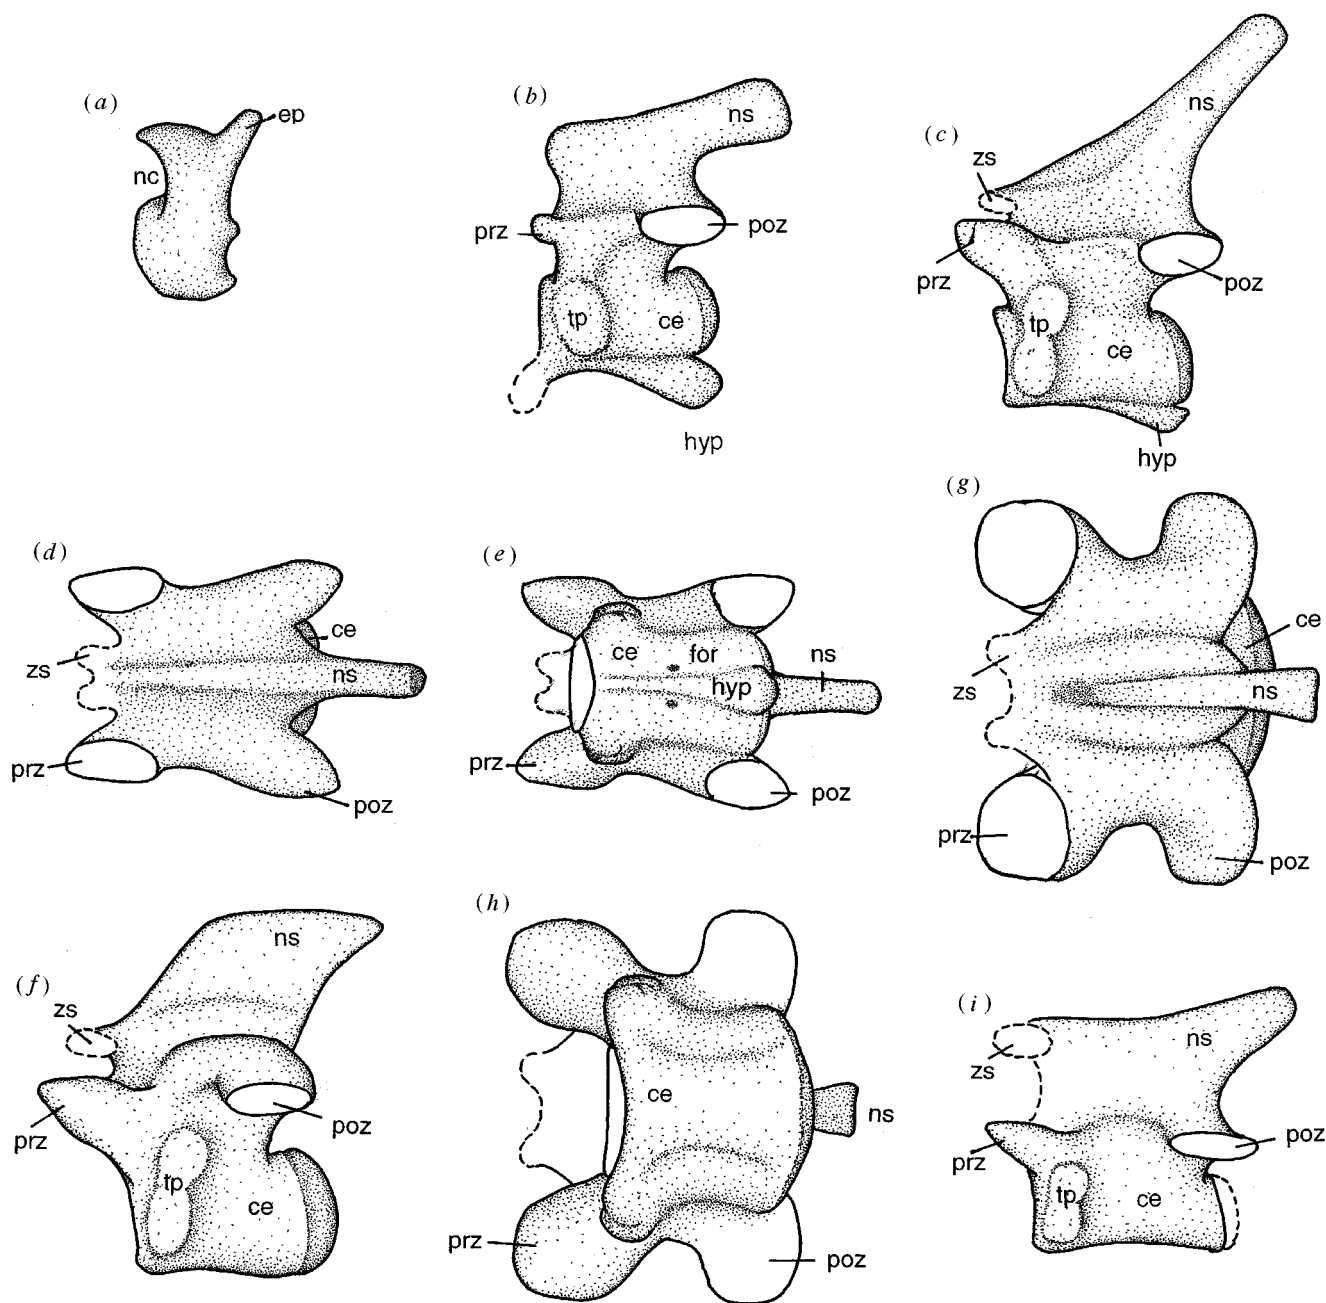 (a)
ep
nc
(b)
ns
prz
poz
tp
ce
hyp
(c)
ns
zs
prz
poz
tp
ce
hyp
(d)
ce
zs
ns
prz
poz
(e)
ce
for
ns
hyp
prz
poz
(g)
ce
zs
ns
prz
poz
(f)
ns
zs
prz
poz
tp
ce
(h)
ce
ns
prz
poz
(i)
ns
zs
poz
prz
tp
ce